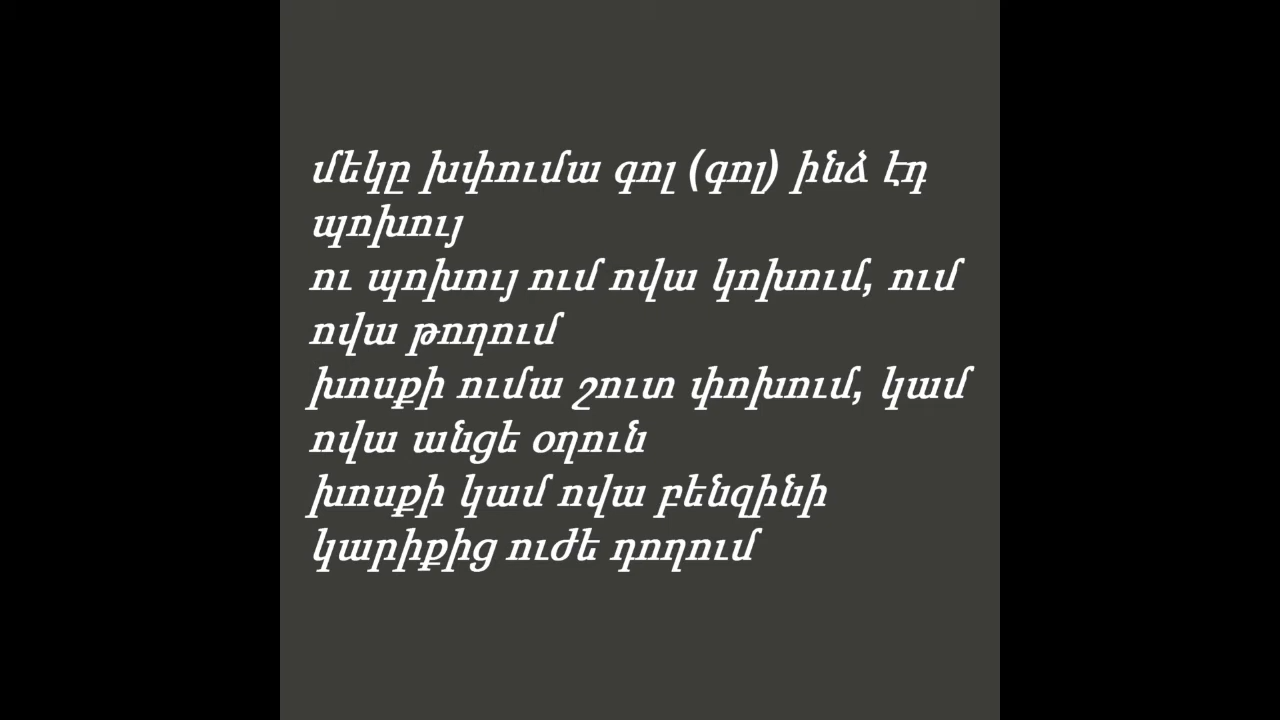 մեկը խփումա գոլ (գոլ) ինձ էդ
պոխույ
ու պոխույ ում ովա կոխում, ում
ովա թողում
խոսքի ումա շուտ փոխում, կամ
ովա անցե օղուն
խոսքի կամ ովա բենզինի
կարիքից ուժե դողում